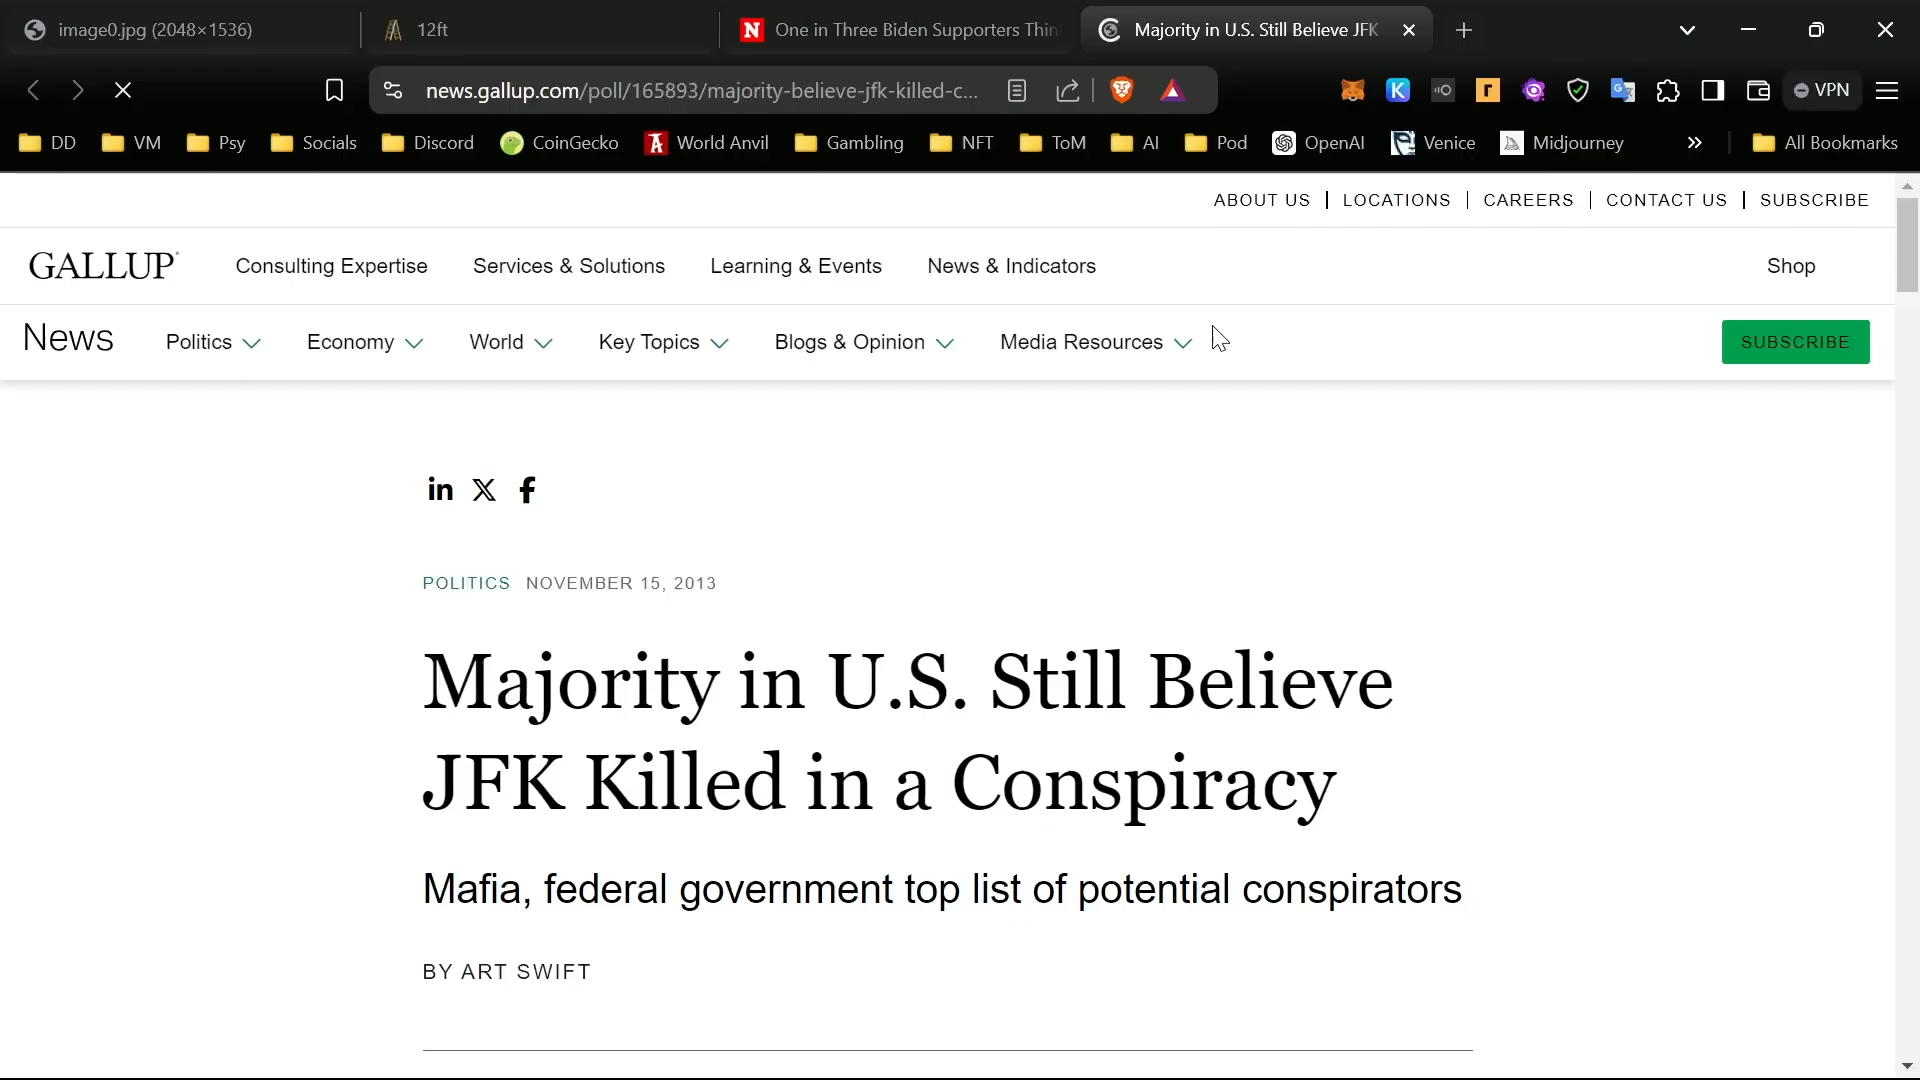 image0.jpg (2048×1536)
12ft
One in Three Biden Supporters Thin
Majority in U.S. Still Believe JFK
news.gallup.com/poll/165893/majority-believe-jfk-killed-c...
VPN
DD
VM
Psy
Socials
Discord
CoinGecko
World Anvil
Gambling
NFT
ToM
AI
Pod
OpenAI
Venice
Midjourney
All Bookmarks
ABOUT US
LOCATIONS
CAREERS
CONTACT US
SUBSCRIBE
GALLUP
Consulting Expertise
Services & Solutions
Learning & Events
News & Indicators
Shop
News
Politics
Economy
World
Key Topics
Blogs & Opinion
Media Resources
SUBSCRIBE
POLITICS NOVEMBER 15, 2013
Majority in U.S. Still Believe
JFK Killed in a Conspiracy
Mafia, federal government top list of potential conspirators
BY ART SWIFT